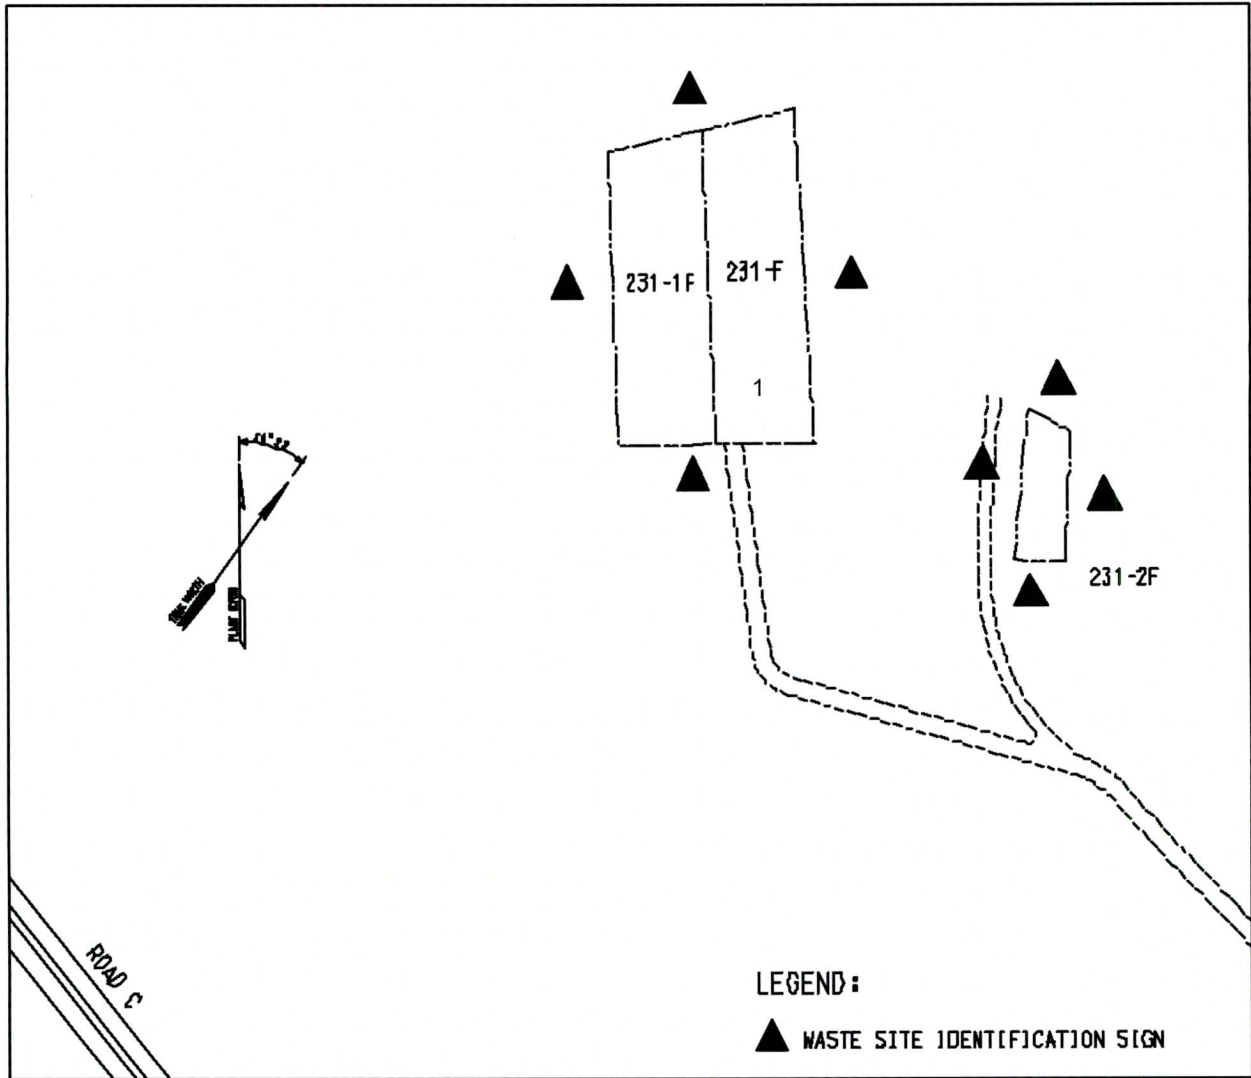 231-1F
231-F
1
231-2F
ROAD C
LEGEND:
WASTE SITE IDENTIFICATION SIGN